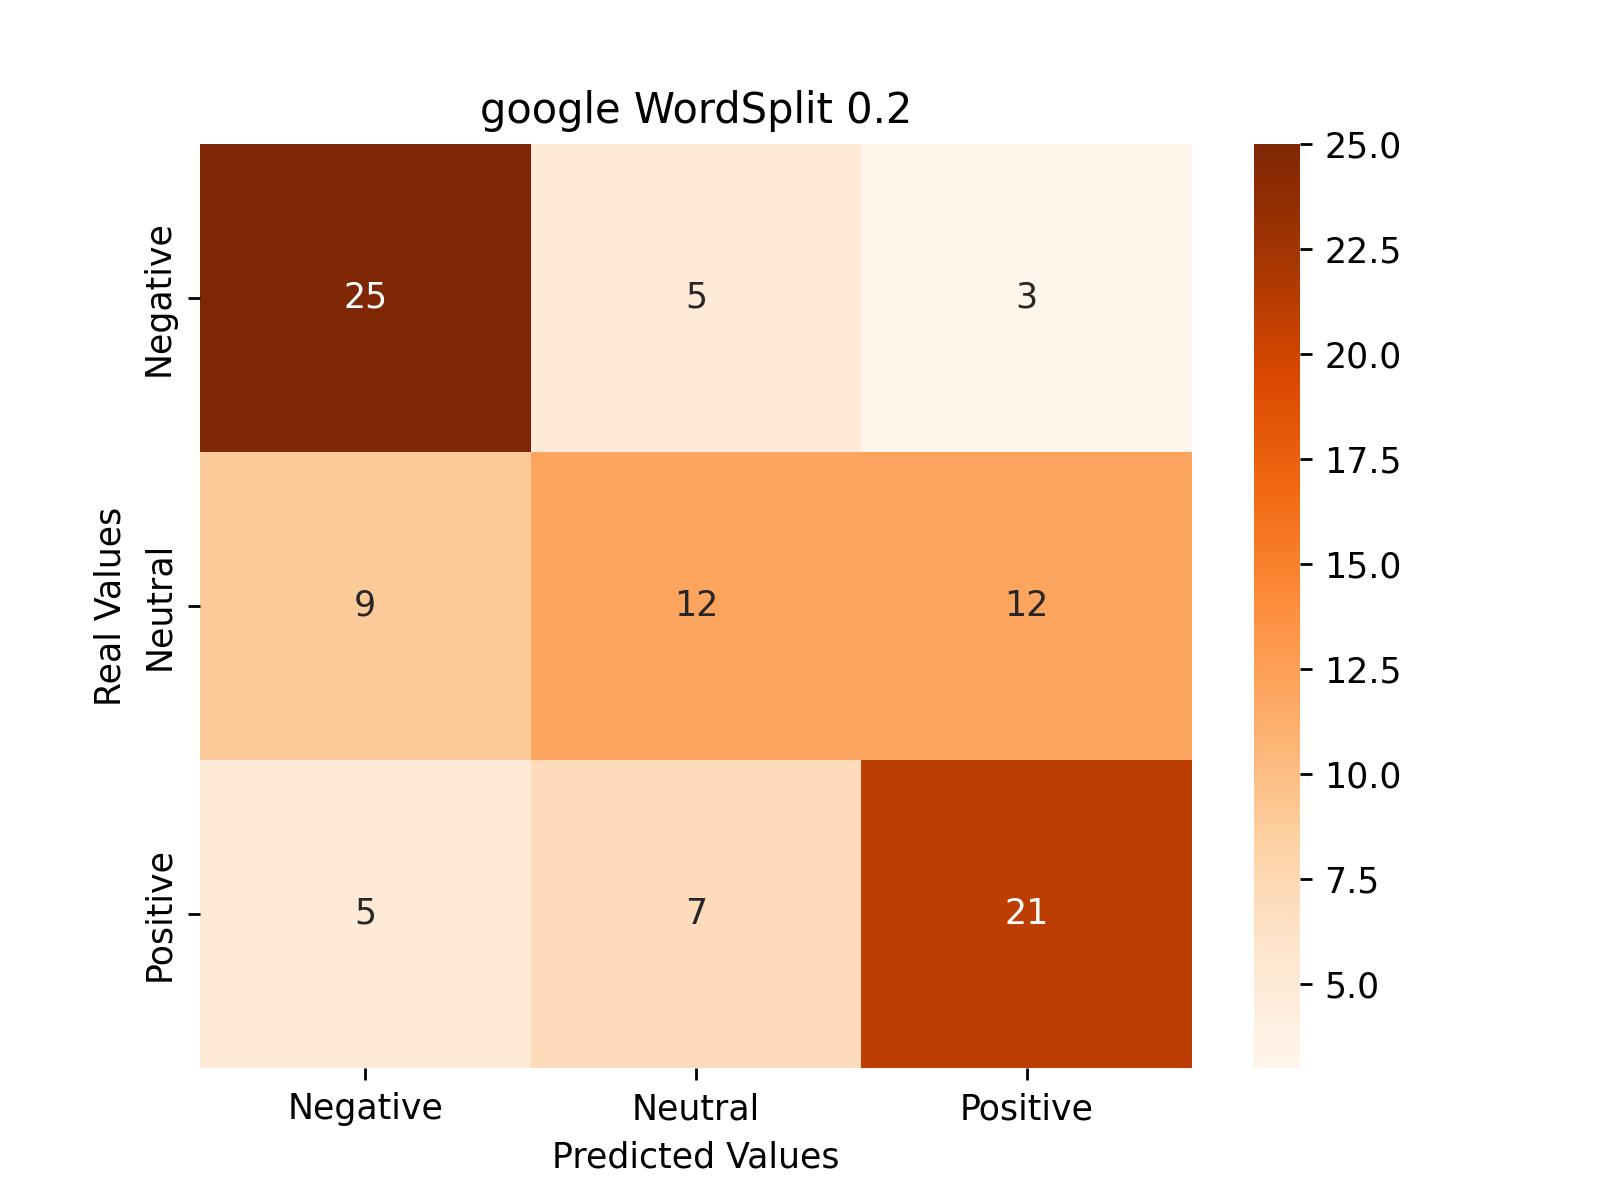 google WordSplit 0.2
Real Values
Negative
25 5 3
Neutral
9 12 12
Positive
5 7 21
Negative Neutral Positive
Predicted Values
25.0
22.5
20.0
17.5
15.0
12.5
10.0
7.5
5.0